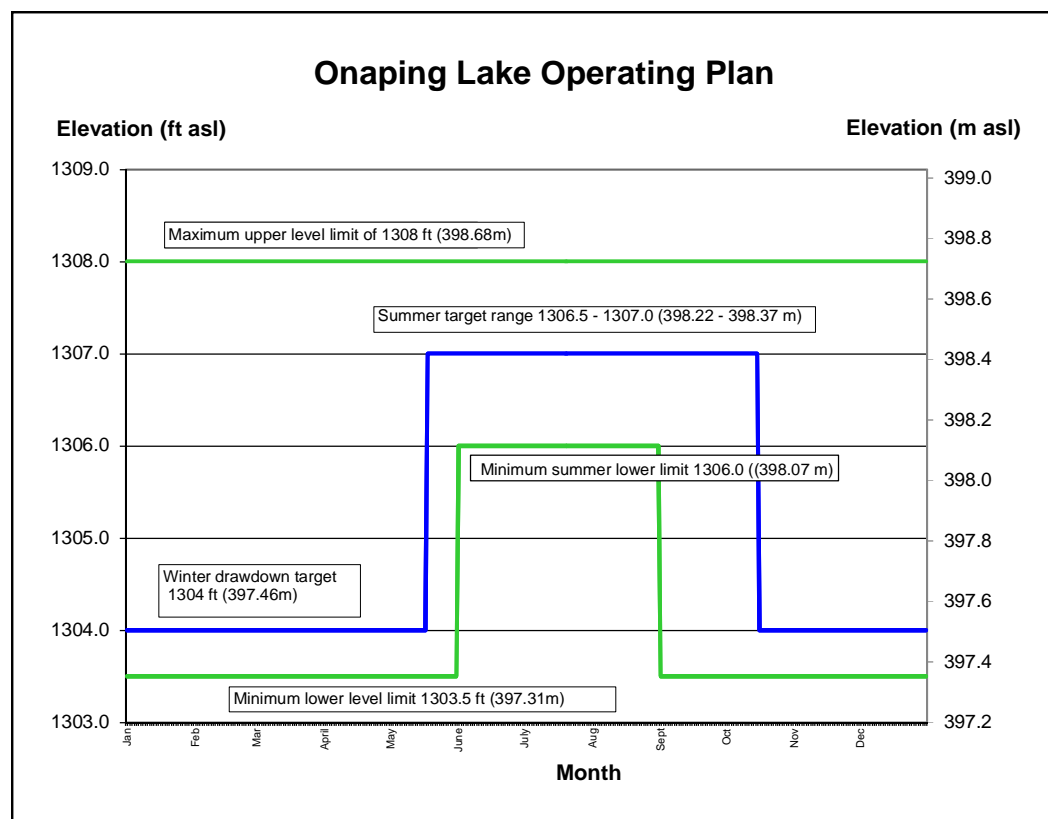 Onaping Lake Operating Plan
Elevation (ft asl)
Elevation (m asl)
1309.0
1308.0
1307.0
1306.0
1305.0
1304.0
1303.0
399.0
398.8
398.6
398.4
398.2
398.0
397.8
397.6
397.4
397.2
Maximum upper level limit of 1308 ft (398.68m)
Summer target range 1306.5 - 1307.0 (398.22 - 398.37 m)
Minimum summer lower limit 1306.0 ((398.07 m)
Winter drawdown target
1304 ft (397.46m)
Minimum lower level limit 1303.5 ft (397.31m)
Jan
Feb
Mar
April
May
June
July
Aug
Sept
Oct
Nov
Dec
Month